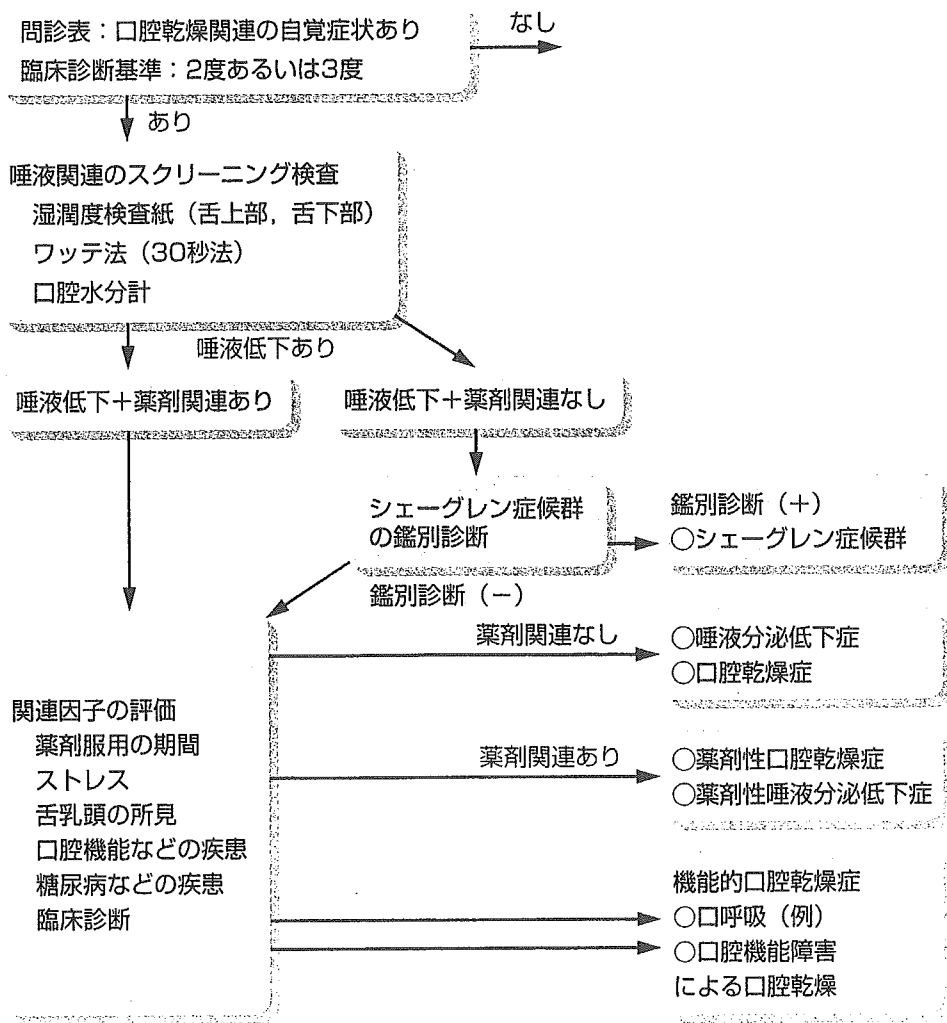 問診表：口腔乾燥関連の自覚症状あり
臨床診断基準：2度あるいは3度
なし
あり
唾液関連のスクリーニング検査
湿潤度検査紙（舌上部，舌下部）
ワッテ法（30秒法）
口腔水分計
唾液低下あり
唾液低下＋薬剤関連あり
唾液低下＋薬剤関連なし
シェーグレン症候群
の鑑別診断
鑑別診断（＋）
○シェーグレン症候群
鑑別診断（－）
関連因子の評価
薬剤服用の期間
ストレス
舌乳頭の所見
口腔機能などの疾患
糖尿病などの疾患
臨床診断
薬剤関連なし
○唾液分泌低下症
○口腔乾燥症
薬剤関連あり
○薬剤性口腔乾燥症
○薬剤性唾液分泌低下症
機能的口腔乾燥症
○口呼吸（例）
○口腔機能障害
による口腔乾燥